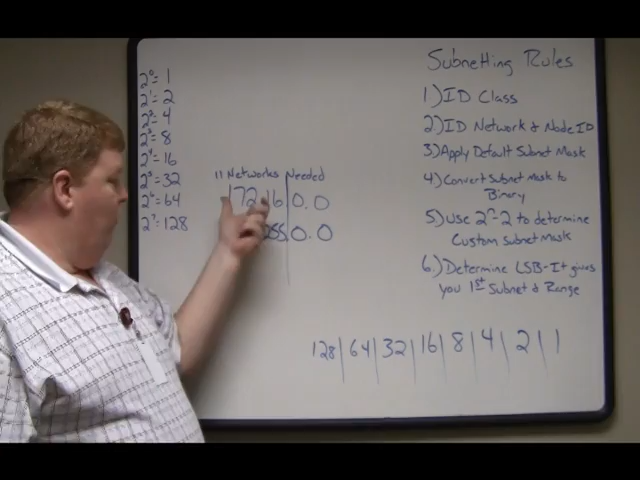 2⁰= 1
2¹= 2
2²= 4
2³= 8
2⁴= 16
2⁵= 32
2⁶= 64
2⁷= 128
11 Networks Needed
172.16 0.0
255 0.0
Subnetting Rules
1) ID Class
2) ID Network & Node ID
3) Apply Default Subnet Mask
4) Convert Subnet Mask to
Binary
5) Use 2ⁿ-2 to determine
Custom Subnet Mask
6.) Determine LSB-It gives
you 1st Subnet & Range
128 64 32 16 8 4 2 1